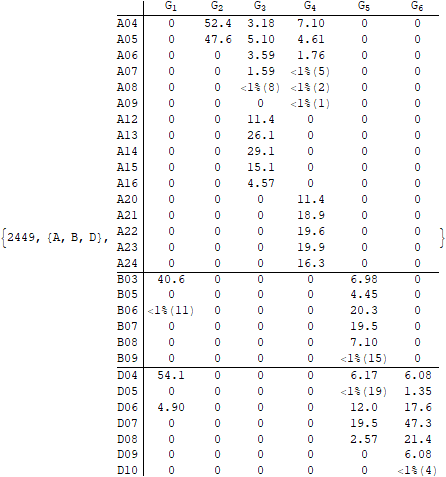 G1 G2 G3 G4 G5 G6
A04 0 52.4 3.18 7.10 0 0
A05 0 47.6 5.10 4.61 0 0
A06 0 0 3.59 1.76 0 0
A07 0 0 1.59 <1%(5) 0 0
A08 0 0 <1%(8) <1%(2) 0 0
A09 0 0 0 <1%(1) 0 0
A12 0 0 11.4 0 0 0
A13 0 0 26.1 0 0 0
A14 0 0 29.1 0 0 0
A15 0 0 15.1 0 0 0
A16 0 0 4.57 0 0 0
A20 0 0 0 11.4 0 0
A21 0 0 0 18.9 0 0
A22 0 0 0 19.6 0 0
{2449, {A, B, D}, }
A23 0 0 0 19.9 0 0
A24 0 0 0 16.3 0 0
B03 40.6 0 0 0 6.98 0
B05 0 0 0 0 4.45 0
B06 <1%(11) 0 0 0 20.3 0
B07 0 0 0 0 19.5 0
B08 0 0 0 0 7.10 0
B09 0 0 0 0 <1%(15) 0
D04 54.1 0 0 0 6.17 6.08
D05 0 0 0 0 <1%(19) 1.35
D06 4.90 0 0 0 12.0 17.6
D07 0 0 0 0 19.5 47.3
D08 0 0 0 0 2.57 21.4
D09 0 0 0 0 0 6.08
D10 0 0 0 0 0 <1%(4)